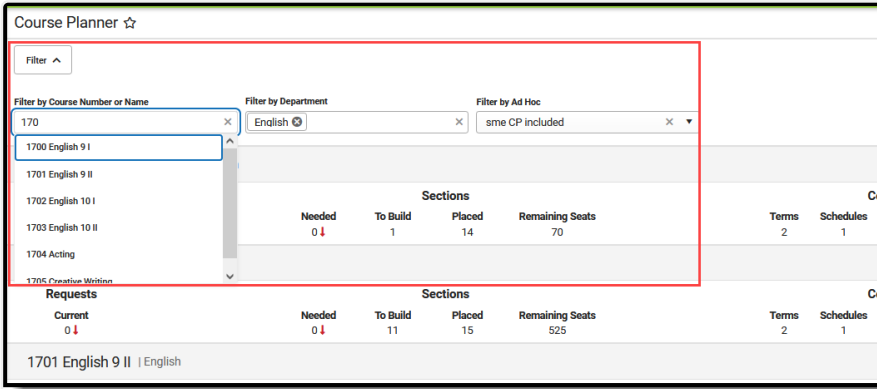 Course Planner
Filter
Filter by Course Number or Name Filter by Department Filter by Ad Hoc
170 English sme CP included
1700 English 9 I
1701 English 9 II
1702 English 10 I
1703 English 10 II
1704 Acting
1705 Creative Writing
Sections
Needed To Build Placed Remaining Seats Terms Schedules
0 1 14 70 2 1
Requests Sections
Current Needed To Build Placed Remaining Seats Terms Schedules
0 0 11 15 525 2 1
1701 English 9 II | English